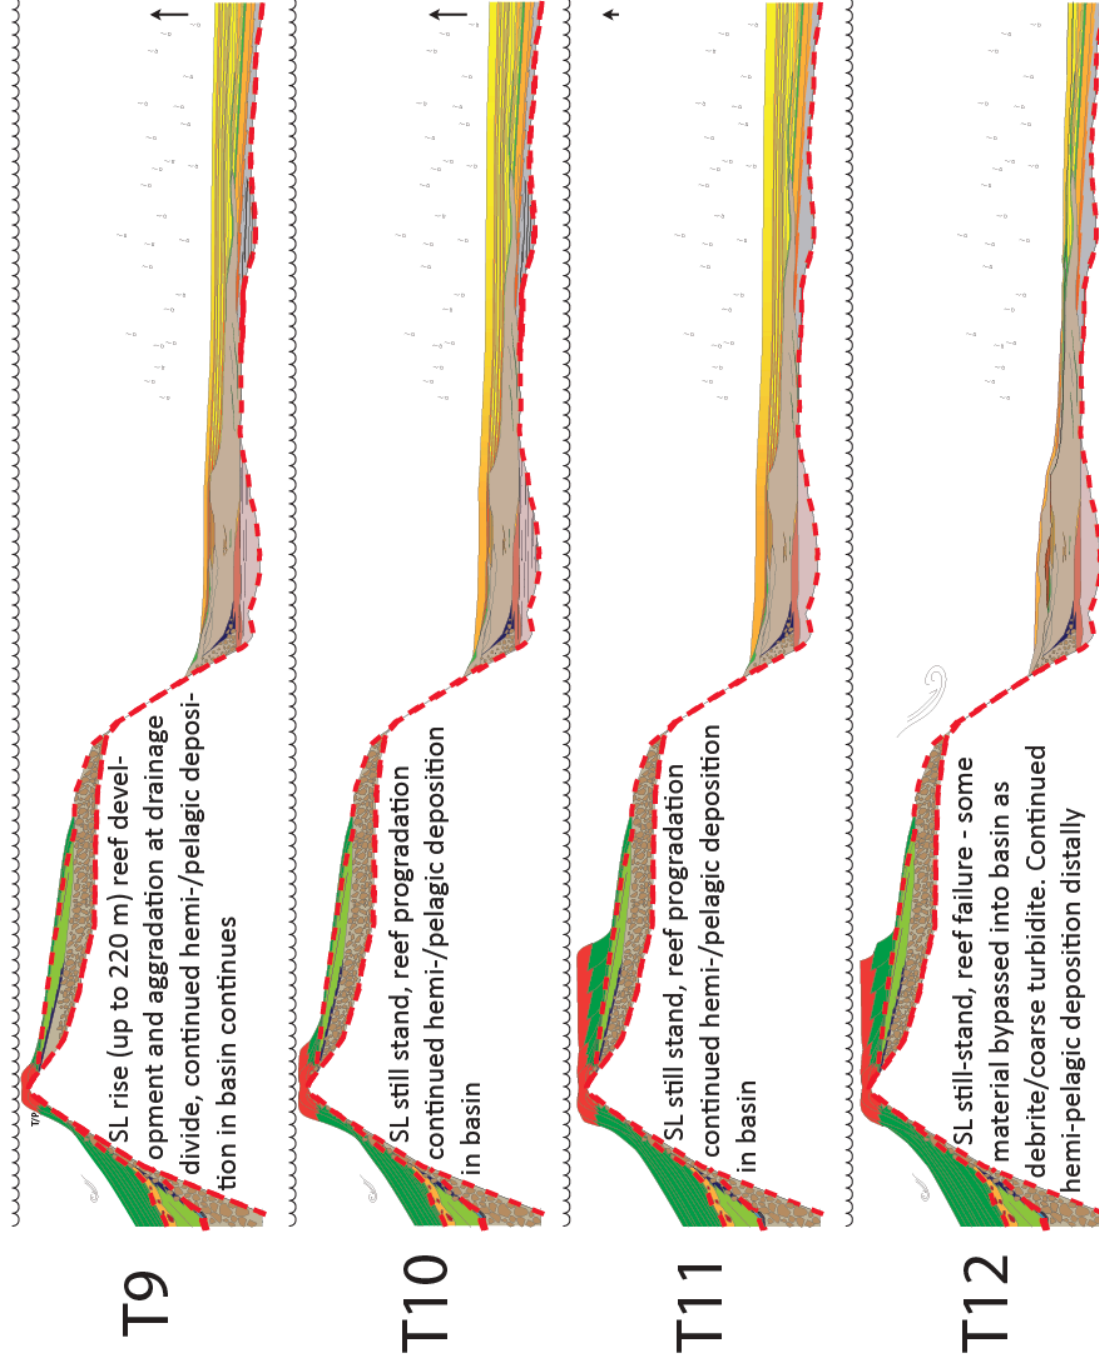 T9
T/P
SL rise (up to 220 m) reef devel-
opment and aggradation at drainage
divide, continued hemi-/pelagic deposi-
tion in basin continues
T10
SL still stand, reef progradation
continued hemi-/pelagic deposition
in basin
T11
SL still stand, reef progradation
continued hemi-/pelagic deposition
in basin
T12
SL still-stand, reef failure - some
material bypassed into basin as
debrite/coarse turbidite. Continued
hemi-pelagic deposition distally